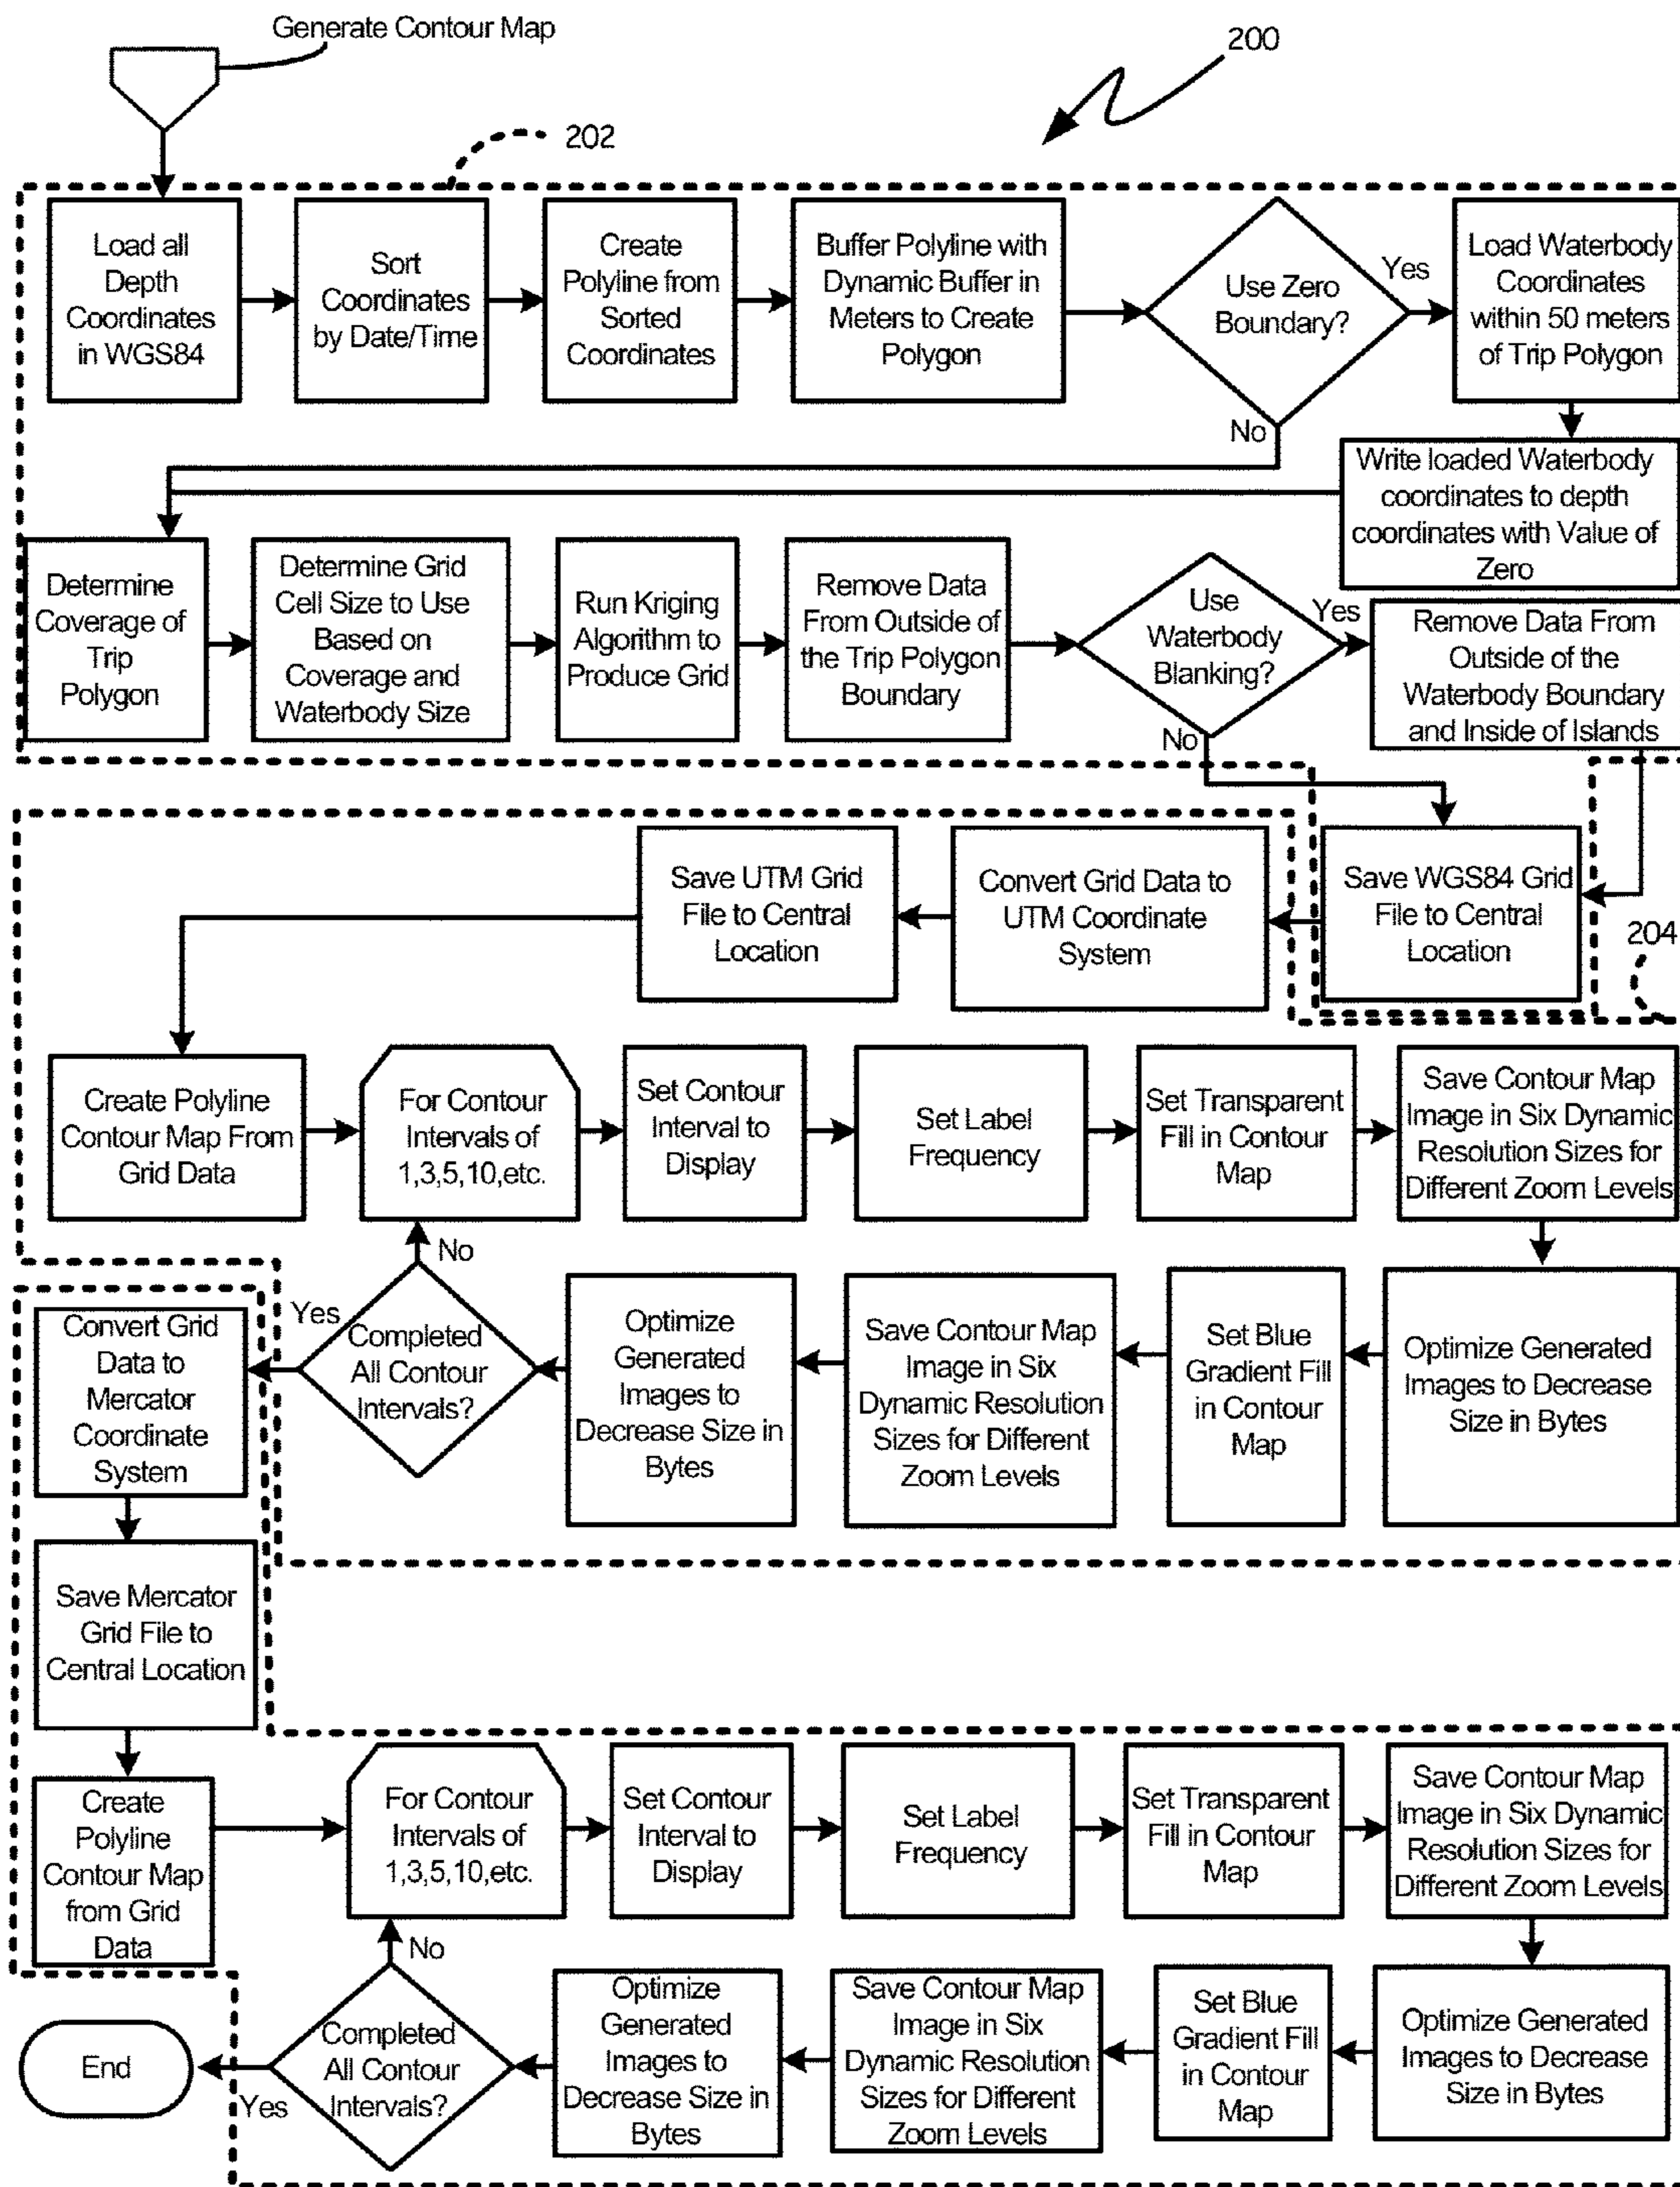 Generate Contour Map
200
202
Load all
Depth
Coordinates
in WGS84
Sort
Coordinates
by Date/Time
Create
Polyline from
Sorted
Coordinates
Buffer Polyline with
Dynamic Buffer in
Meters to Create
Polygon
Use Zero
Boundary?
Yes
No
Load Waterbody
Coordinates
within 50 meters
of Trip Polygon
Write loaded Waterbody
coordinates to depth
coordinates with Value of
Zero
Determine
Coverage of
Trip
Polygon
Determine Grid
Cell Size to Use
Based on
Coverage and
Waterbody Size
Run Kriging
Algorithm to
Produce Grid
Remove Data
From Outside of
the Trip Polygon
Boundary
Use
Waterbody
Blanking?
Yes
No
Remove Data From
Outside of the
Waterbody Boundary
and Inside of Islands
Save WGS84 Grid
File to Central
Location
204
Convert Grid Data to
UTM Coordinate
System
Save UTM Grid
File to Central
Location
Create Polyline
Contour Map From
Grid Data
For Contour
Intervals of
1,3,5,10,etc.
Set Contour
Interval to
Display
Set Label
Frequency
Set Transparent
Fill in Contour
Map
Save Contour Map
Image in Six Dynamic
Resolution Sizes for
Different Zoom Levels
Optimize Generated
Images to Decrease
Size in Bytes
Set Blue
Gradient Fill
in Contour
Map
Save Contour Map
Image in Six
Dynamic Resolution
Sizes for Different
Zoom Levels
Optimize
Generated
Images to
Decrease Size in
Bytes
Completed
All Contour
Intervals?
No
Yes
Convert Grid
Data to
Mercator
Coordinate
System
Save Mercator
Grid File to
Central Location
Create
Polyline
Contour Map
from Grid
Data
For Contour
Intervals of
1,3,5,10,etc.
Set Contour
Interval to
Display
Set Label
Frequency
Set Transparent
Fill in Contour
Map
Save Contour Map
Image in Six Dynamic
Resolution Sizes for
Different Zoom Levels
Optimize Generated
Images to Decrease
Size in Bytes
Set Blue
Gradient Fill
in Contour
Map
Save Contour Map
Image in Six
Dynamic Resolution
Sizes for Different
Zoom Levels
Optimize
Generated
Images to
Decrease Size in
Bytes
Completed
All Contour
Intervals?
No
Yes
End